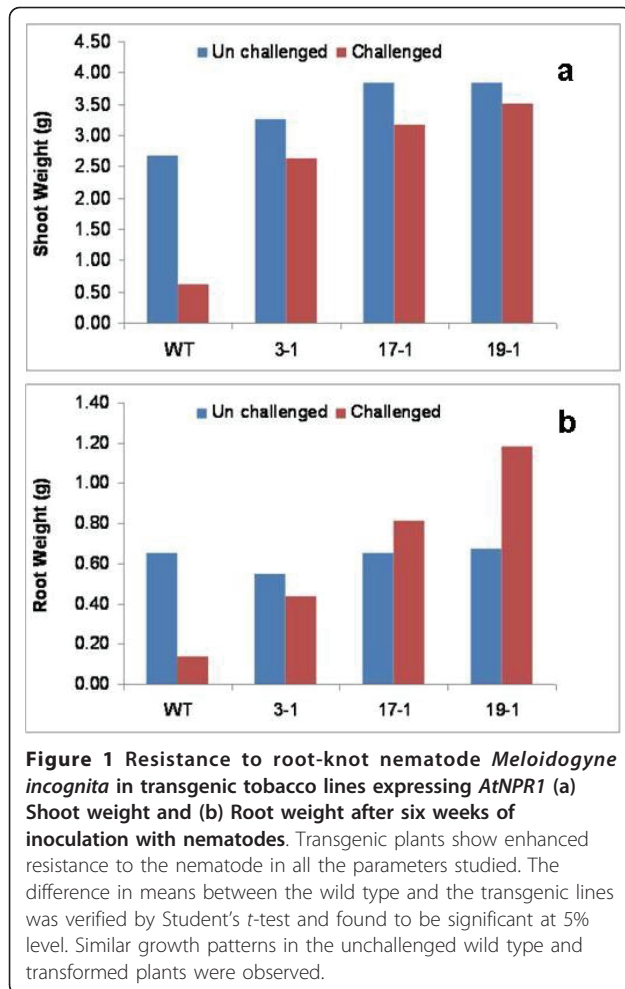 Un challenged Challenged
a
4.50
4.00
3.50
3.00
2.50
2.00
1.50
1.00
0.50
0.00
Shoot Weight (g)
WT 3-1 17-1 19-1
Un challenged Challenged
b
1.40
1.20
1.00
0.80
0.60
0.40
0.20
0.00
Root Weight (g)
WT 3-1 17-1 19-1
Figure 1 Resistance to root-knot nematode Meloidogyne
incognita in transgenic tobacco lines expressing AtNPR1 (a)
Shoot weight and (b) Root weight after six weeks of
inoculation with nematodes. Transgenic plants show enhanced
resistance to the nematode in all the parameters studied. The
difference in means between the wild type and the transgenic lines
was verified by Student's t-test and found to be significant at 5%
level. Similar growth patterns in the unchallenged wild type and
transformed plants were observed.